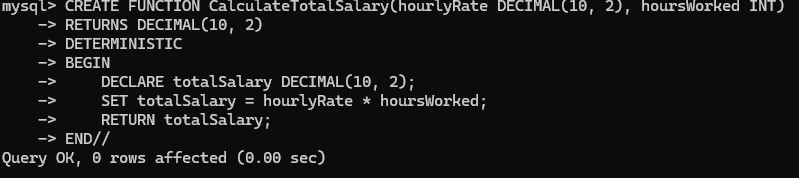 mysql> CREATE FUNCTION CalculateTotalSalary(hourlyRate DECIMAL(10, 2), hoursWorked INT)
    -> RETURNS DECIMAL(10, 2)
    -> DETERMINISTIC
    -> BEGIN
    ->     DECLARE totalSalary DECIMAL(10, 2);
    ->     SET totalSalary = hourlyRate * hoursWorked;
    ->     RETURN totalSalary;
    -> END//
Query OK, 0 rows affected (0.00 sec)